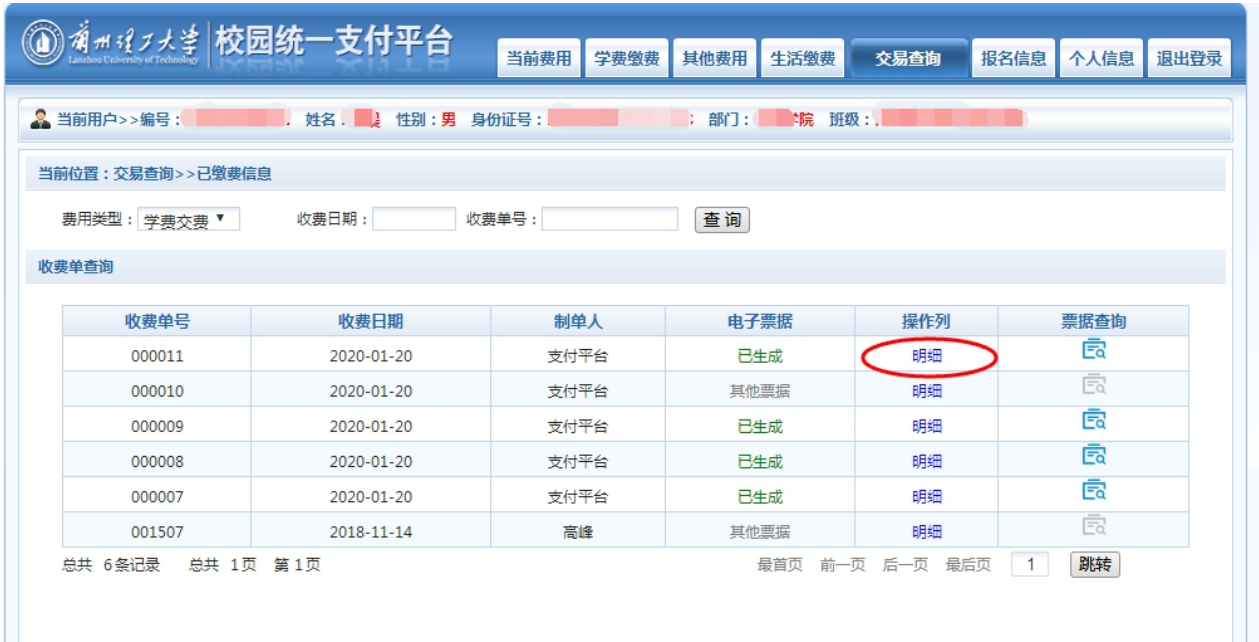 兰州理工大学 校园统一支付平台
Lanzhou University of Technology
当前费用 学费缴费 其他费用 生活缴费 交易查询 报名信息 个人信息 退出登录
当前用户>>编号: 姓名 性别:男 身份证号: 部门: 学院 班级:
当前位置:交易查询>>已缴费信息
费用类型: 学费交费 ▼ 收费日期: 收费单号: 查 询
收费单查询
收费单号 收费日期 制单人 电子票据 操作列 票据查询
000011 2020-01-20 支付平台 已生成 明细
000010 2020-01-20 支付平台 其他票据 明细
000009 2020-01-20 支付平台 已生成 明细
000008 2020-01-20 支付平台 已生成 明细
000007 2020-01-20 支付平台 已生成 明细
001507 2018-11-14 高峰 其他票据 明细
总共 6条记录 总共 1页 第1页 最首页 前一页 后一页 最后页 1 跳转